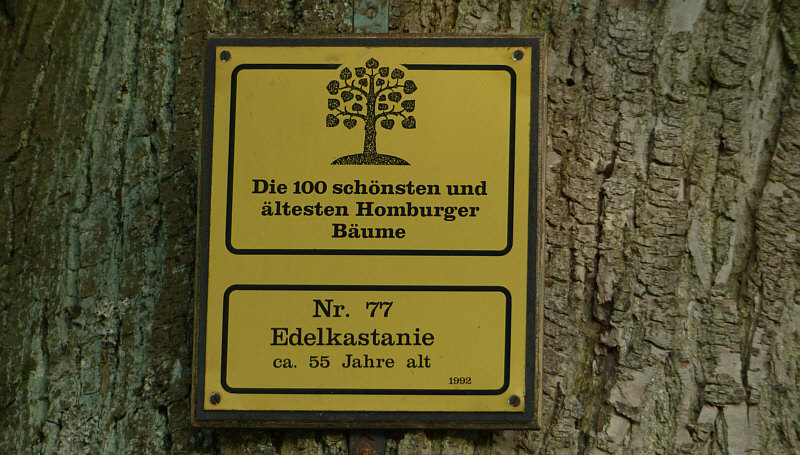 Die 100 schönsten und
ältesten Homburger
Bäume
Nr. 77
Edelkastanie
ca. 55 Jahre alt
1992